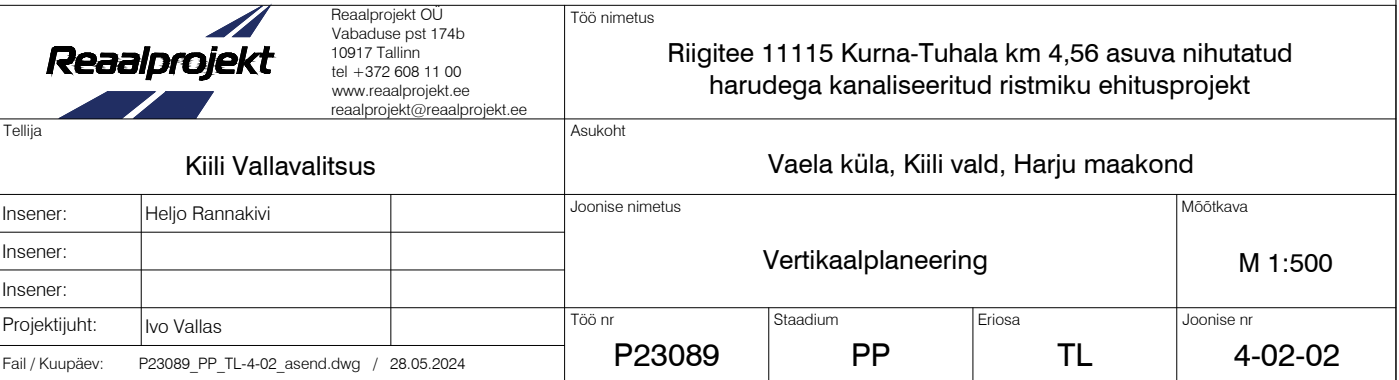 Reaalprojekt
Reaalprojekt OÜ
Vabaduse pst 174b
10917 Tallinn
tel +372 608 11 00
www.reaalprojekt.ee
reaalprojekt@reaalprojekt.ee
Töö nimetus
Riigitee 11115 Kurna-Tuhala km 4,56 asuva nihutatud
harudega kanaliseeritud ristmiku ehitusprojekt
Tellija
Kiili Vallavalitsus
Asukoht
Vaela küla, Kiili vald, Harju maakond
Insener: Heljo Rannakivi
Insener:
Insener:
Projektijuht: Ivo Vallas
Joonise nimetus
Vertikaalplaneering
Mõõtkava
M 1:500
Töö nr
P23089
Staadium
PP
Eriosa
TL
Joonise nr
4-02-02
Fail / Kuupäev: P23089_PP_TL-4-02_asend.dwg / 28.05.2024